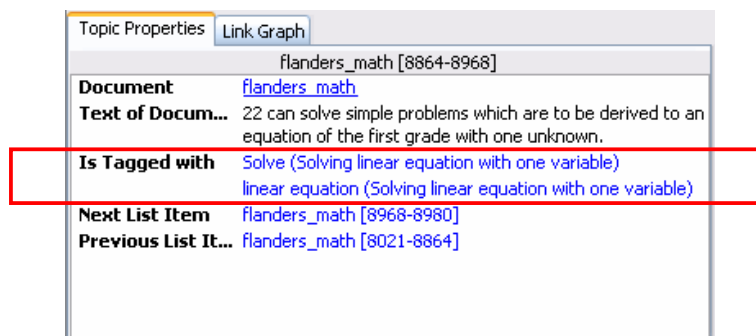 Topic Properties Link Graph
flanders_math [8864-8968]
Document flanders_math
Text of Docum... 22 can solve simple problems which are to be derived to an
equation of the first grade with one unknown.
Is Tagged with Solve (Solving linear equation with one variable)
linear equation (Solving linear equation with one variable)
Next List Item flanders_math [8968-8980]
Previous List It... flanders_math [8021-8864]